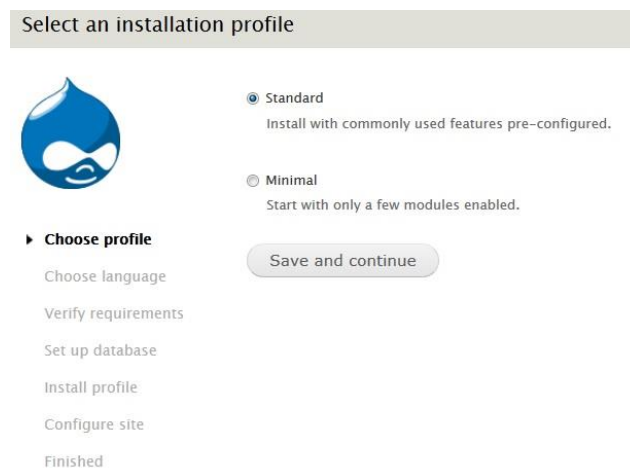 Select an installation profile
Standard
Install with commonly used features pre-configured.
Minimal
Start with only a few modules enabled.
Save and continue
Choose profile
Choose language
Verify requirements
Set up database
Install profile
Configure site
Finished